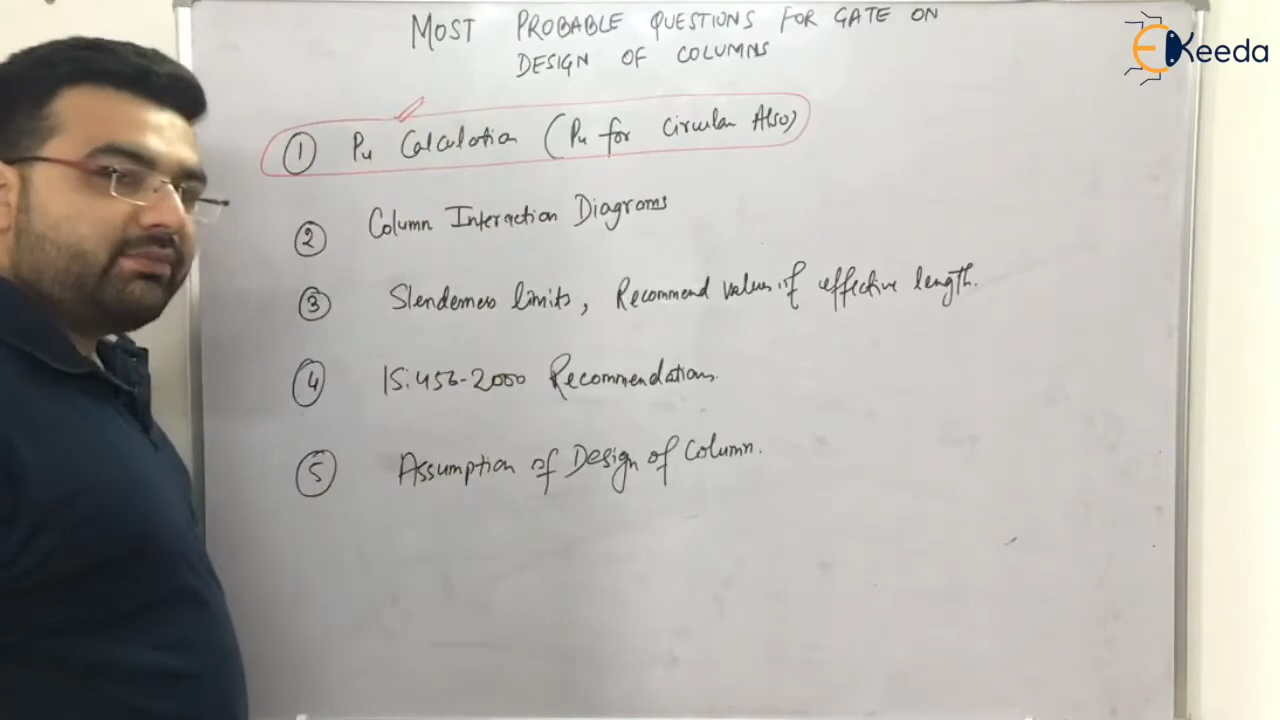 MOST PROBABLE QUESTIONS FOR GATE ON
DESIGN OF COLUMNS
EKeeda
① Pu Calculation (Pu for Circular Also)
② Column Interaction Diagrams
③ Slenderness limits, Recommend values of effective length.
④ IS:456-2000 Recommendations.
⑤ Assumption of Design of Column.